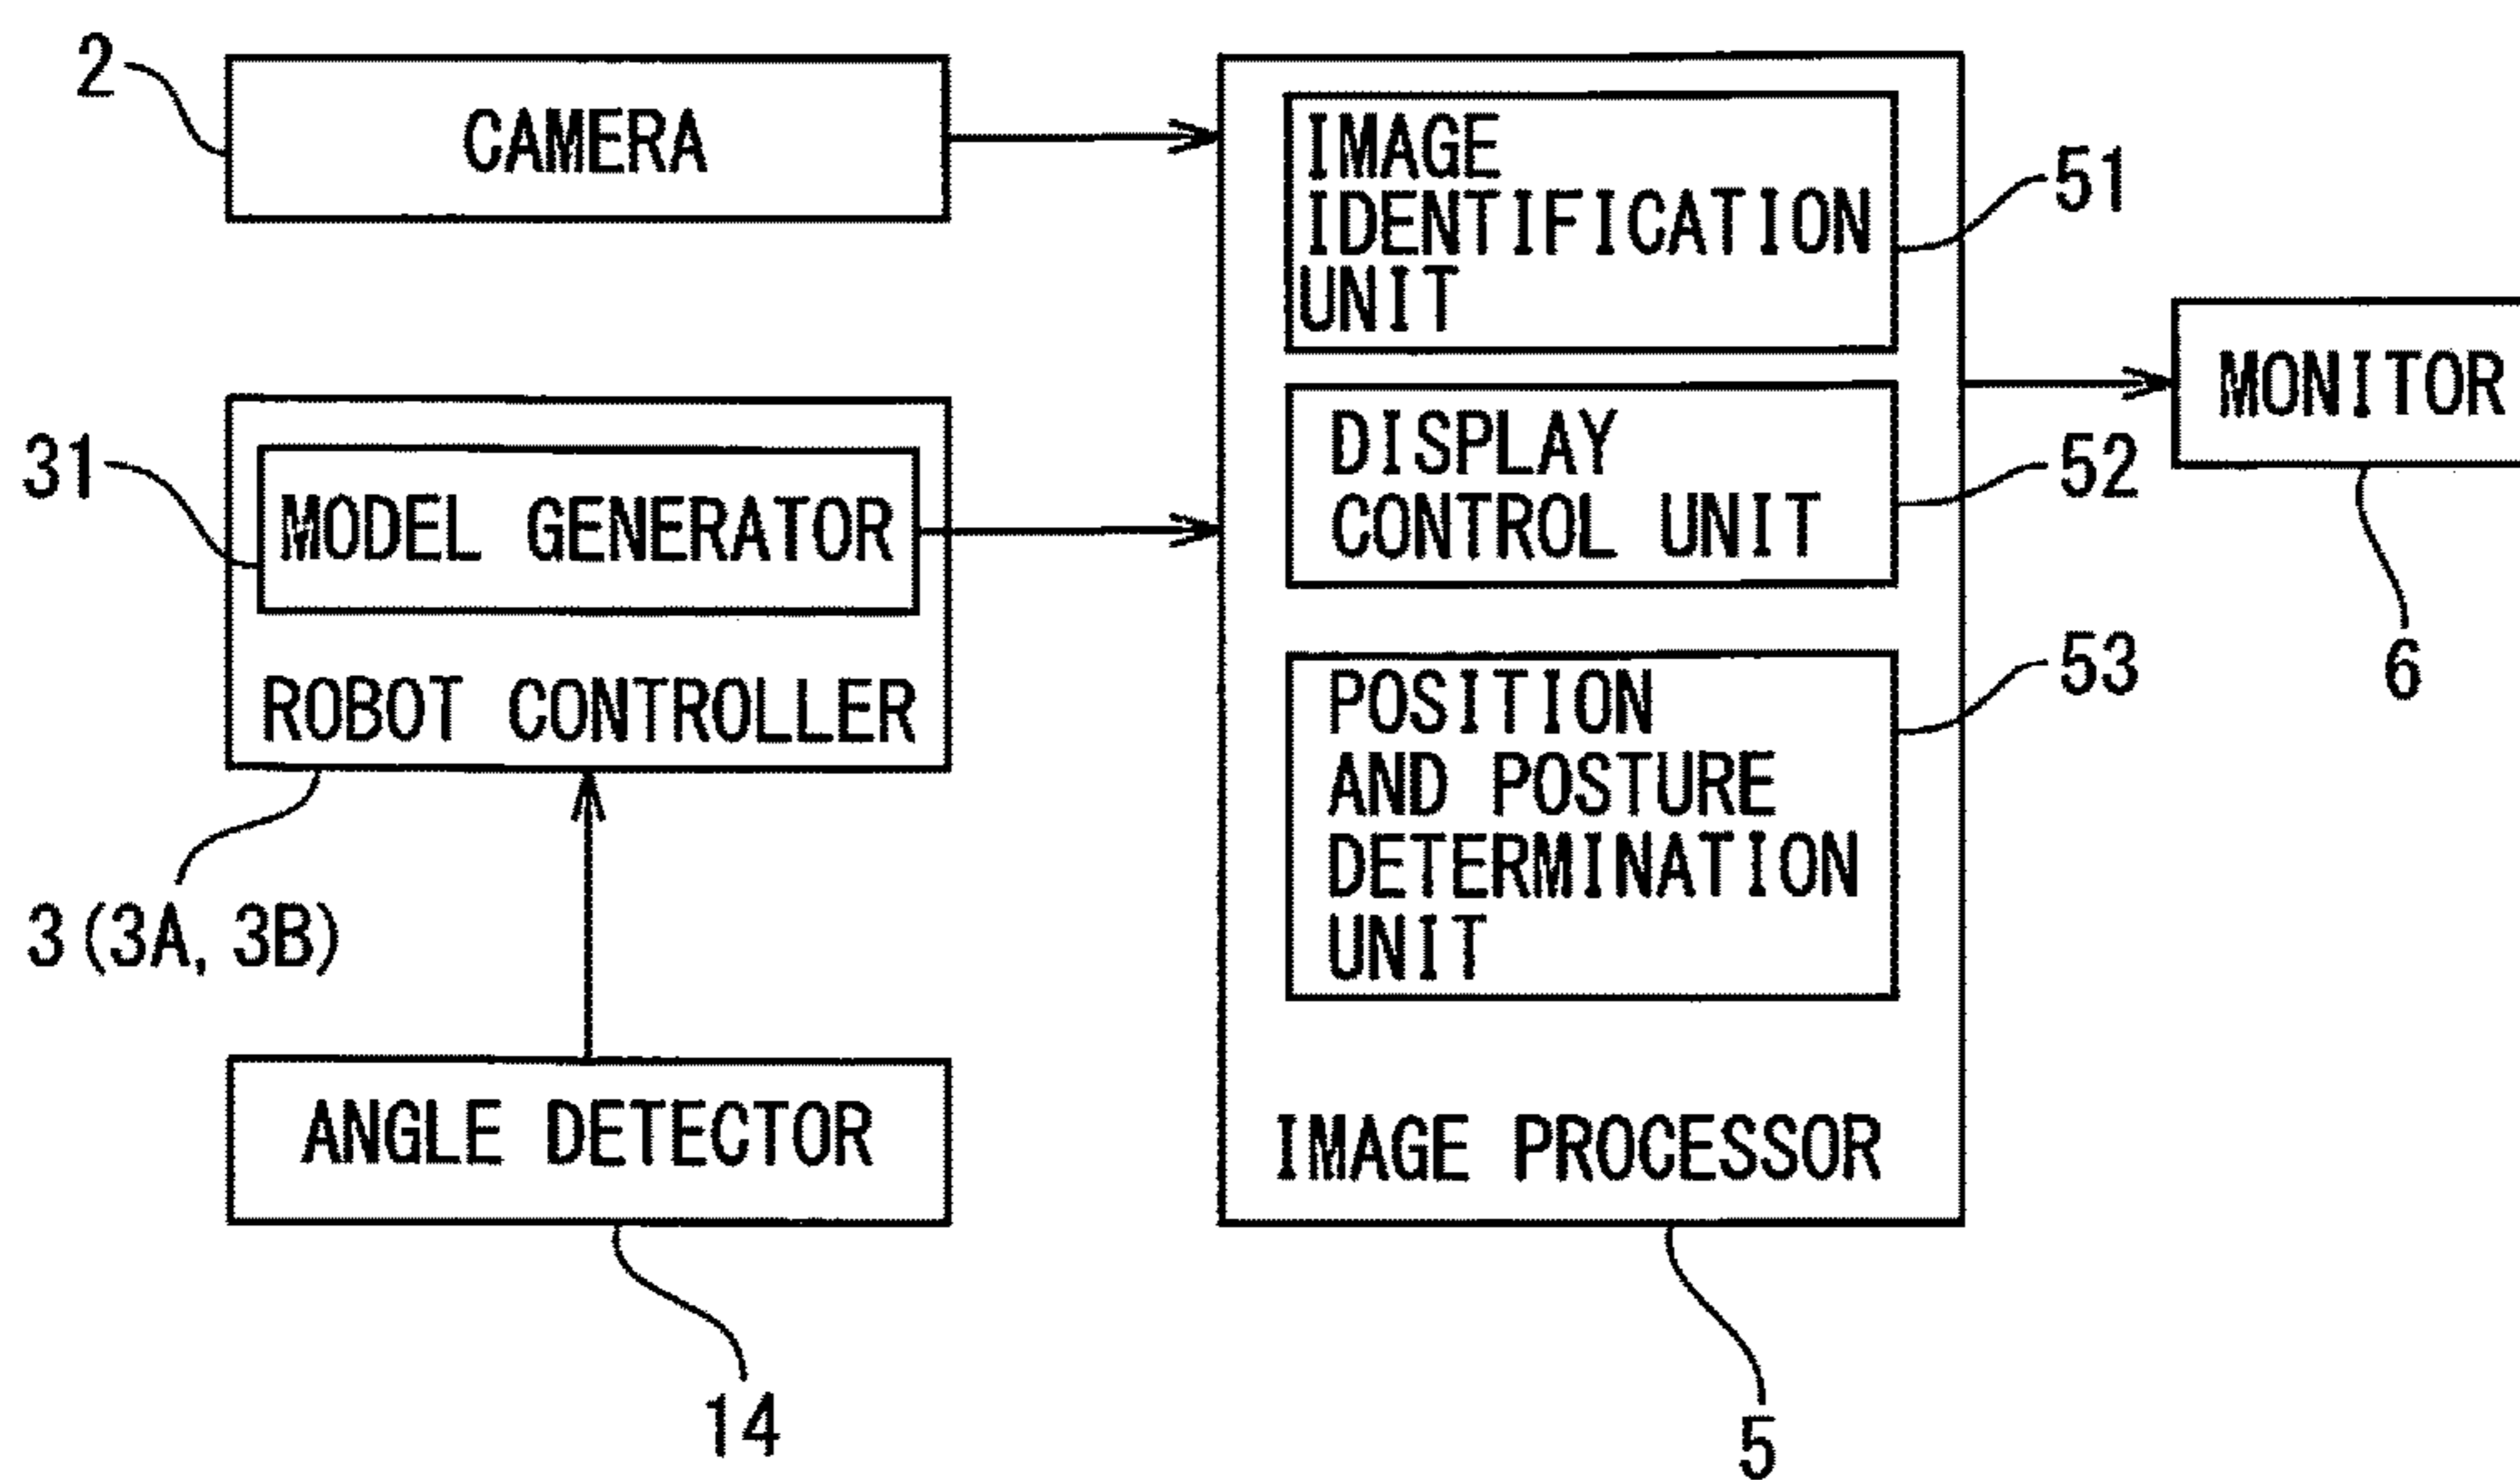 2
CAMERA
31
MODEL GENERATOR
ROBOT CONTROLLER
3 (3A, 3B)
ANGLE DETECTOR
14
IMAGE
IDENTIFICATION
UNIT
51
DISPLAY
CONTROL UNIT
52
POSITION
AND POSTURE
DETERMINATION
UNIT
53
IMAGE PROCESSOR
5
MONITOR
6